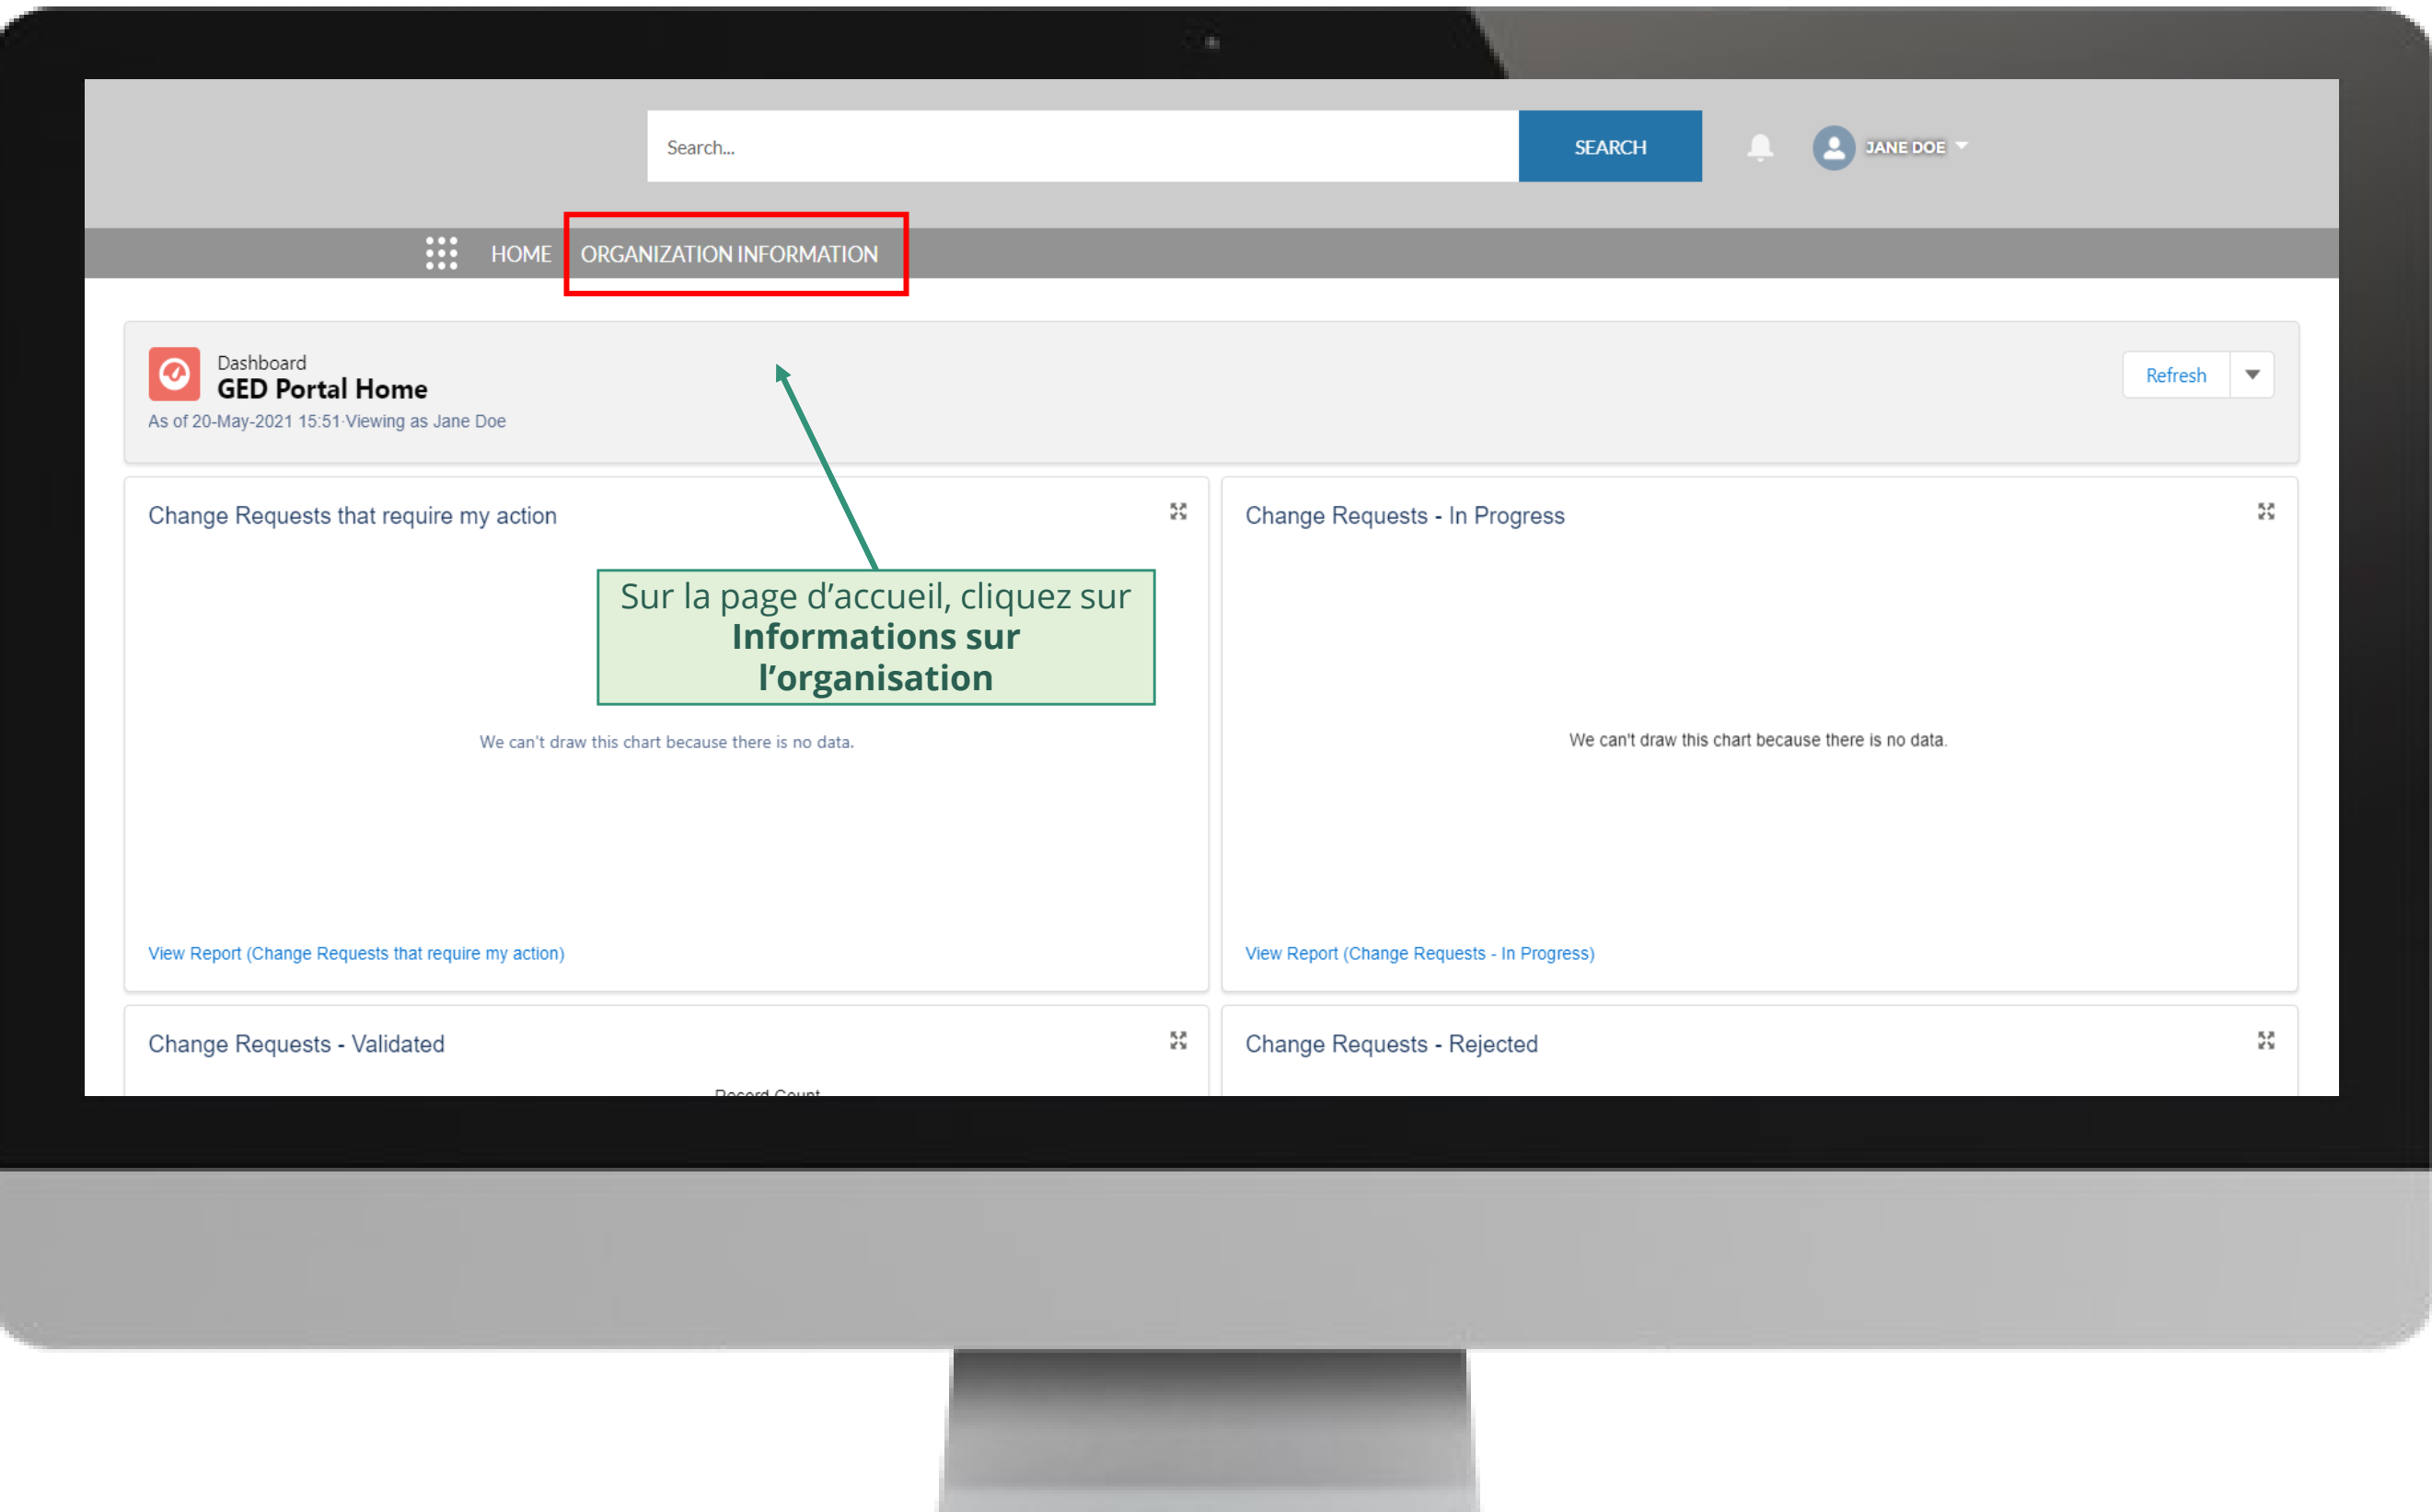 Search...
SEARCH
JANE DOE
HOME
ORGANIZATION INFORMATION
Dashboard
GED Portal Home
As of 20-May-2021 15:51·Viewing as Jane Doe
Refresh
Change Requests that require my action
Change Requests - In Progress
Sur la page d’accueil, cliquez sur
Informations sur
l’organisation
We can't draw this chart because there is no data.
We can't draw this chart because there is no data.
View Report (Change Requests that require my action)
View Report (Change Requests - In Progress)
Change Requests - Validated
Change Requests - Rejected
Record Count